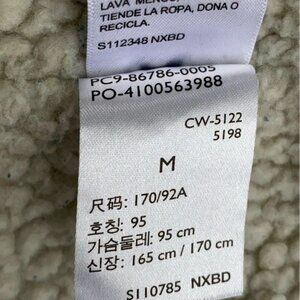 LAVA MENOS,
TIENDE LA ROPA, DONA O
RECICLA.
S112348 NXBD
PC9-86786-0005
PO-4100563988
CW-5122
5198
M
尺码: 170/92A
호칭: 95
가슴둘레: 95 cm
신장: 165 cm / 170 cm
S110785 NXBD